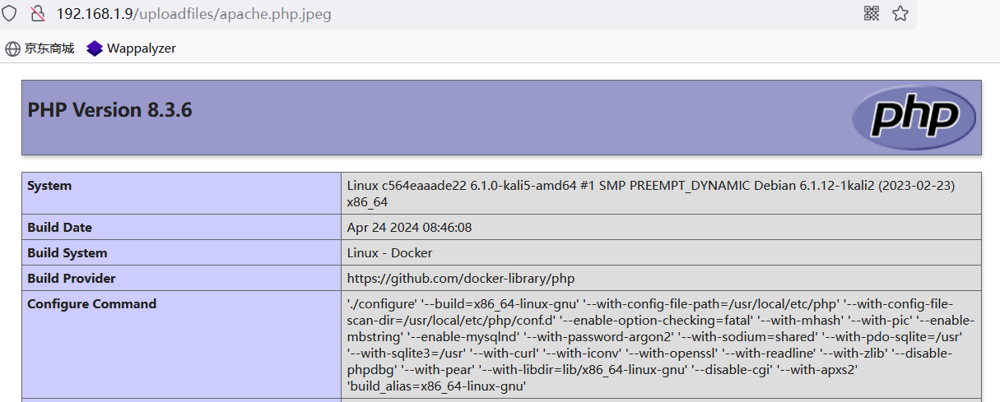 192.168.1.9/uploadfiles/apache.php.jpeg
京东商城 Wappalyzer
PHP Version 8.3.6 php
System Linux c564eaaade22 6.1.0-kali5-amd64 #1 SMP PREEMPT_DYNAMIC Debian 6.1.12-1kali2 (2023-02-23)
x86_64
Build Date Apr 24 2024 08:46:08
Build System Linux - Docker
Build Provider https://github.com/docker-library/php
Configure Command './configure' '--build=x86_64-linux-gnu' '--with-config-file-path=/usr/local/etc/php' '--with-config-file-
scan-dir=/usr/local/etc/php/conf.d' '--enable-option-checking=fatal' '--with-mhash' '--with-pic' '--enable-
mbstring' '--enable-mysqlnd' '--with-password-argon2' '--with-sodium=shared' '--with-pdo-sqlite=/usr'
'--with-sqlite3=/usr' '--with-curl' '--with-iconv' '--with-openssl' '--with-readline' '--with-zlib' '--disable-
phpdbg' '--with-pear' '--with-libdir=lib/x86_64-linux-gnu' '--disable-cgi' '--with-apxs2'
'build_alias=x86_64-linux-gnu'